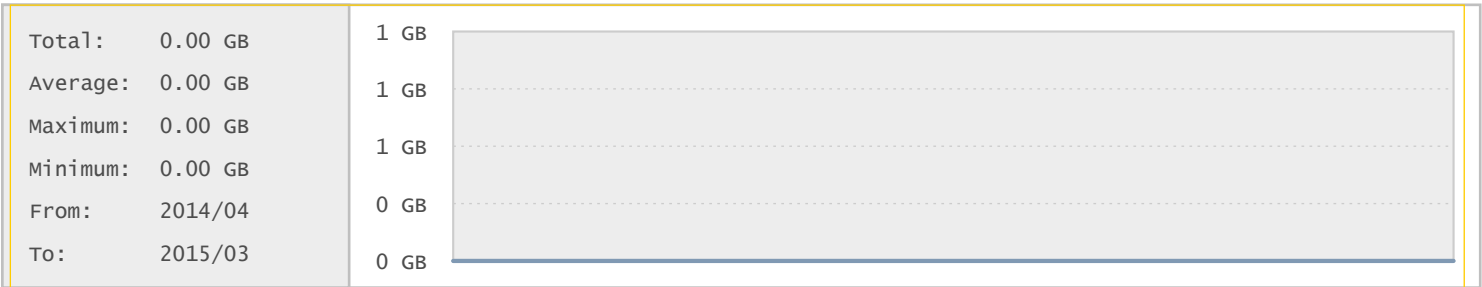 Total: 0.00 GB
Average: 0.00 GB
Maximum: 0.00 GB
Minimum: 0.00 GB
From: 2014/04
To: 2015/03
1 GB
1 GB
1 GB
0 GB
0 GB